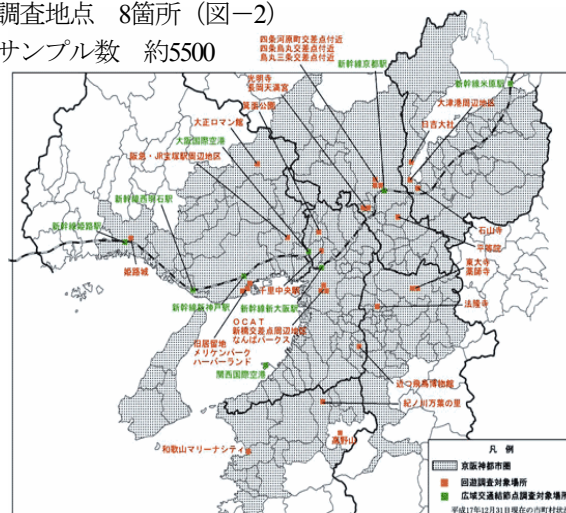 調査地点 8箇所（図－2）
サンプル数 約5500
四条河原町交差点付近
四条烏丸交差点付近
烏丸三条交差点付近
新幹線京都駅
新幹線米原駅
光明寺
長岡天満宮
大津港周辺地区
日吉大社
大正ロマン館
大阪国際空港
阪急・JR宝塚駅周辺地区
新幹線西明石駅
新幹線姫路駅
姫路城
石山寺
平等院
東大寺
薬師寺
千里中央駅
新幹線新神戸駅
新幹線新大阪駅
法隆寺
OCAT
新橋交差点周辺地区
なんばパークス
旧居留地
メリケンパーク
ハーバーランド
関西国際空港
近つ飛鳥博物館
紀ノ川万葉の里
高野山
和歌山マリーナシティ
凡 例
京阪神都市圏
回遊調査対象場所
広域交通結節点調査対象場所
平成17年12月31日現在の市町村